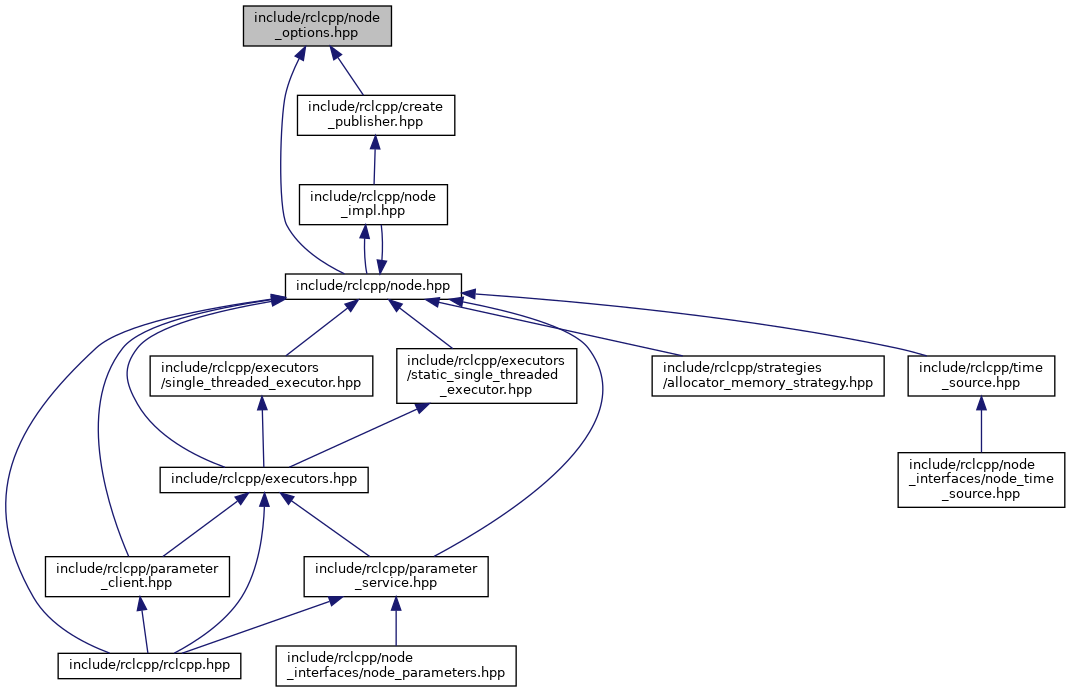 include/rclcpp/node
_options.hpp
include/rclcpp/create
_publisher.hpp
include/rclcpp/node
_impl.hpp
include/rclcpp/node.hpp
include/rclcpp/executors
/single_threaded_executor.hpp
include/rclcpp/executors
/static_single_threaded
_executor.hpp
include/rclcpp/strategies
/allocator_memory_strategy.hpp
include/rclcpp/time
_source.hpp
include/rclcpp/executors.hpp
include/rclcpp/node
_interfaces/node_time
_source.hpp
include/rclcpp/parameter
_client.hpp
include/rclcpp/parameter
_service.hpp
include/rclcpp/rclcpp.hpp
include/rclcpp/node
_interfaces/node_parameters.hpp